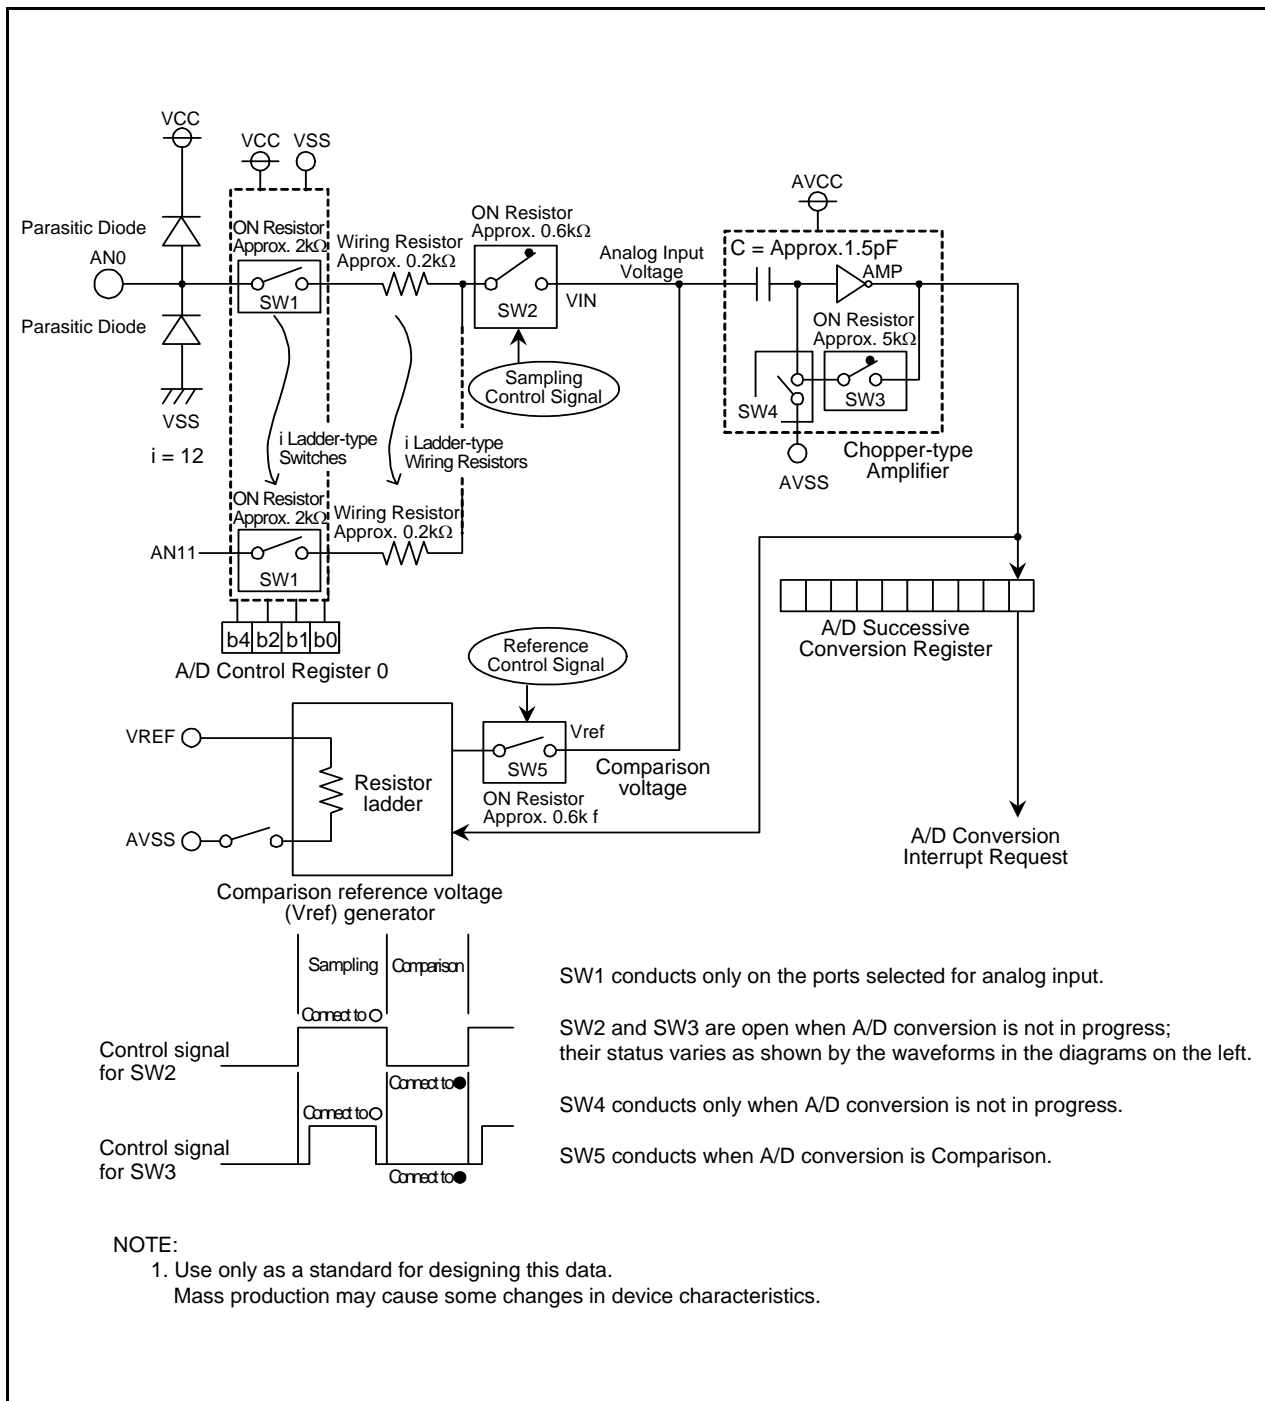 VCC
VCC
VSS
AVCC
Parasitic Diode
AN0
Parasitic Diode
VSS
i = 12
ON Resistor
Approx. 2kΩ
SW1
Wiring Resistor
Approx. 0.2kΩ
ON Resistor
Approx. 0.6kΩ
SW2
VIN
Analog Input
Voltage
C = Approx.1.5pF
AMP
ON Resistor
Approx. 5kΩ
SW3
SW4
AVSS
Chopper-type
Amplifier
Sampling
Control Signal
i Ladder-type
Switches
i Ladder-type
Wiring Resistors
ON Resistor
Approx. 2kΩ
SW1
Wiring Resistor
Approx. 0.2kΩ
AN11
b4 b2 b1 b0
A/D Control Register 0
A/D Successive
Conversion Register
Reference
Control Signal
VREF
AVSS
Resistor
ladder
Vref
SW5
ON Resistor
Approx. 0.6k f
Comparison
voltage
A/D Conversion
Interrupt Request
Comparison reference voltage
(Vref) generator
Sampling
Comparison
Connect to
Control signal
for SW2
Connect to
Connect to
Control signal
for SW3
Connect to
SW1 conducts only on the ports selected for analog input.
SW2 and SW3 are open when A/D conversion is not in progress;
their status varies as shown by the waveforms in the diagrams on the left.
SW4 conducts only when A/D conversion is not in progress.
SW5 conducts when A/D conversion is Comparison.
NOTE:
1. Use only as a standard for designing this data.
Mass production may cause some changes in device characteristics.